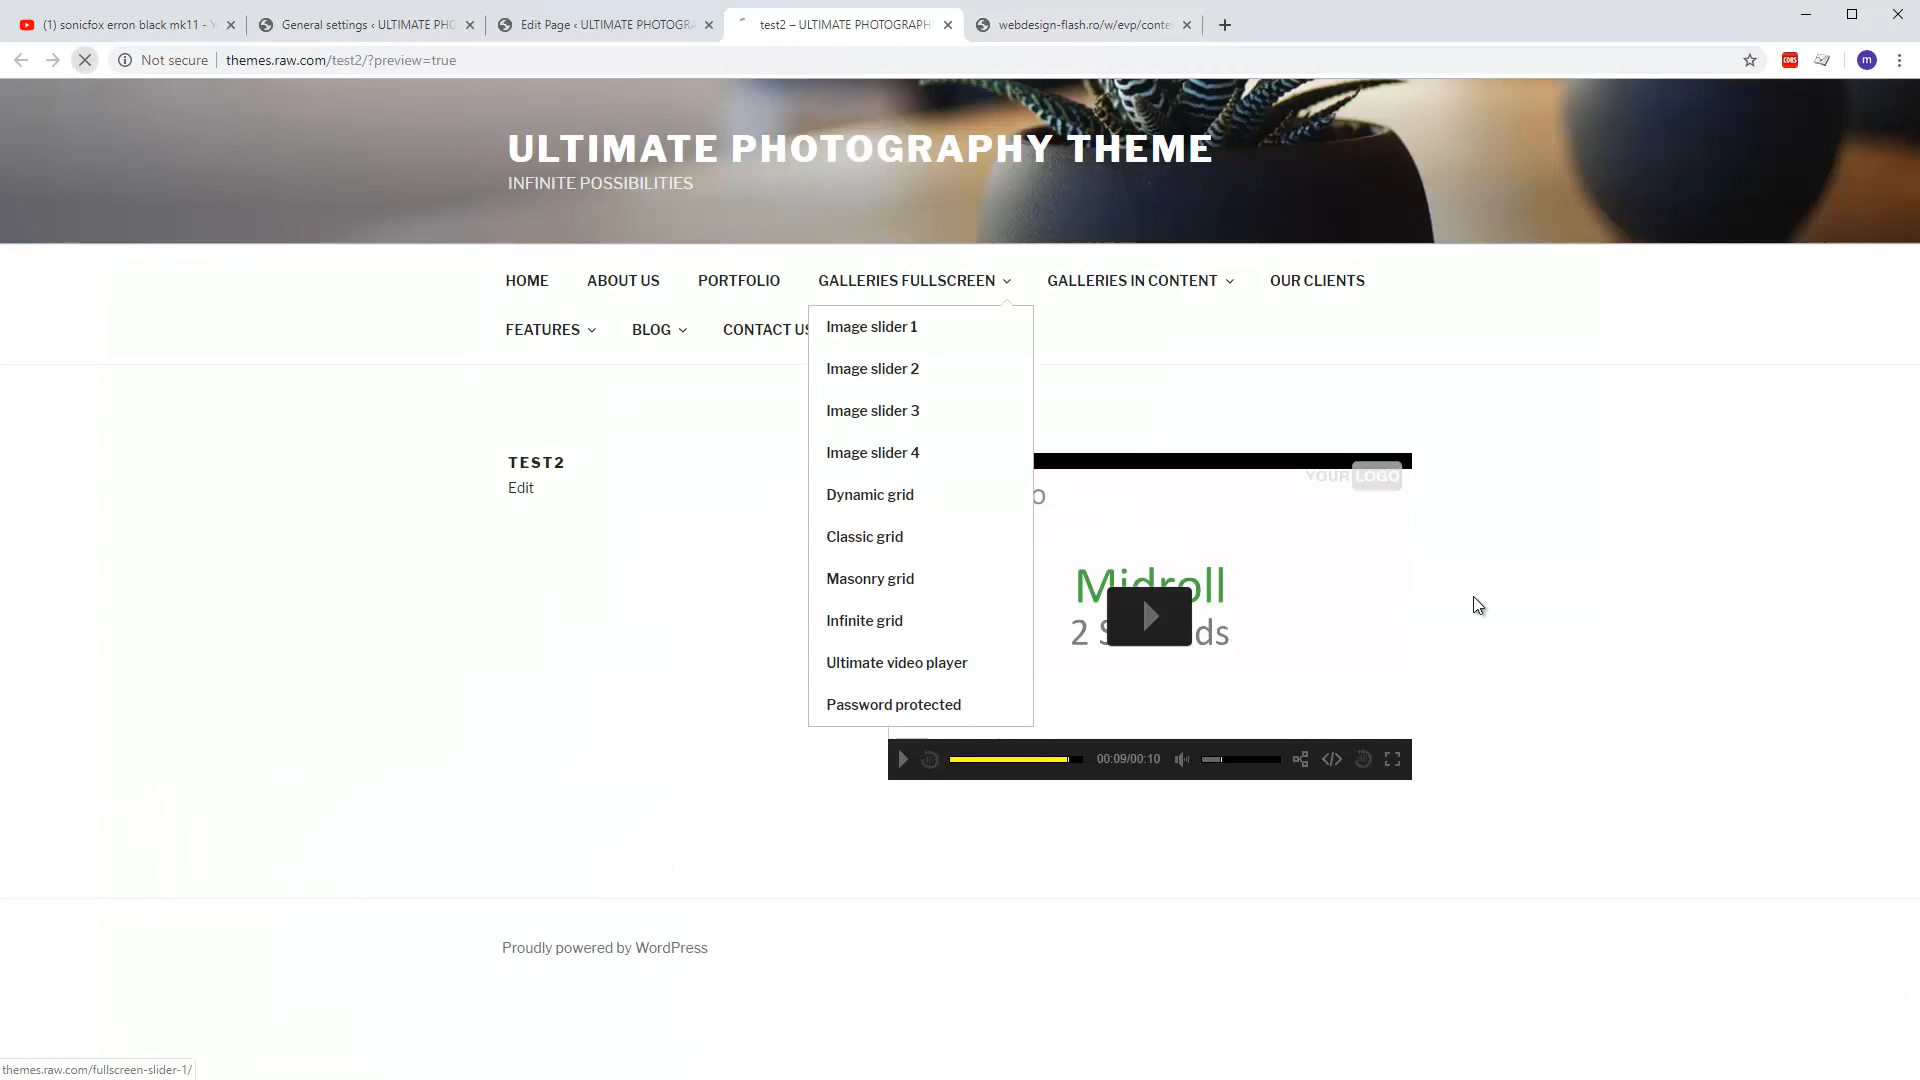 (1) sonicfox erron black mk11 - Y
General settings ‹ ULTIMATE PHO
Edit Page ‹ ULTIMATE PHOTOGRA
test2 – ULTIMATE PHOTOGRAPH
webdesign-flash.ro/w/evp/conte
Not secure
themes.raw.com/test2/?preview=true
CORS
m
ULTIMATE PHOTOGRAPHY THEME
INFINITE POSSIBILITIES
HOME ABOUT US PORTFOLIO GALLERIES FULLSCREEN GALLERIES IN CONTENT OUR CLIENTS
FEATURES BLOG CONTACT US
Image slider 1
Image slider 2
Image slider 3
Image slider 4
Dynamic grid
Classic grid
Masonry grid
Infinite grid
Ultimate video player
Password protected
TEST2
Edit
YOUR LOGO
o
Midroll
2 S ds
00:09/00:10
Proudly powered by WordPress
themes.raw.com/fullscreen-slider-1/